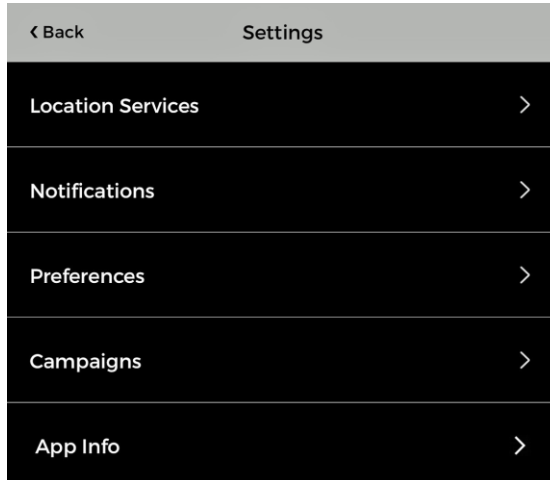 Back Settings
Location Services
Notifications
Preferences
Campaigns
App Info